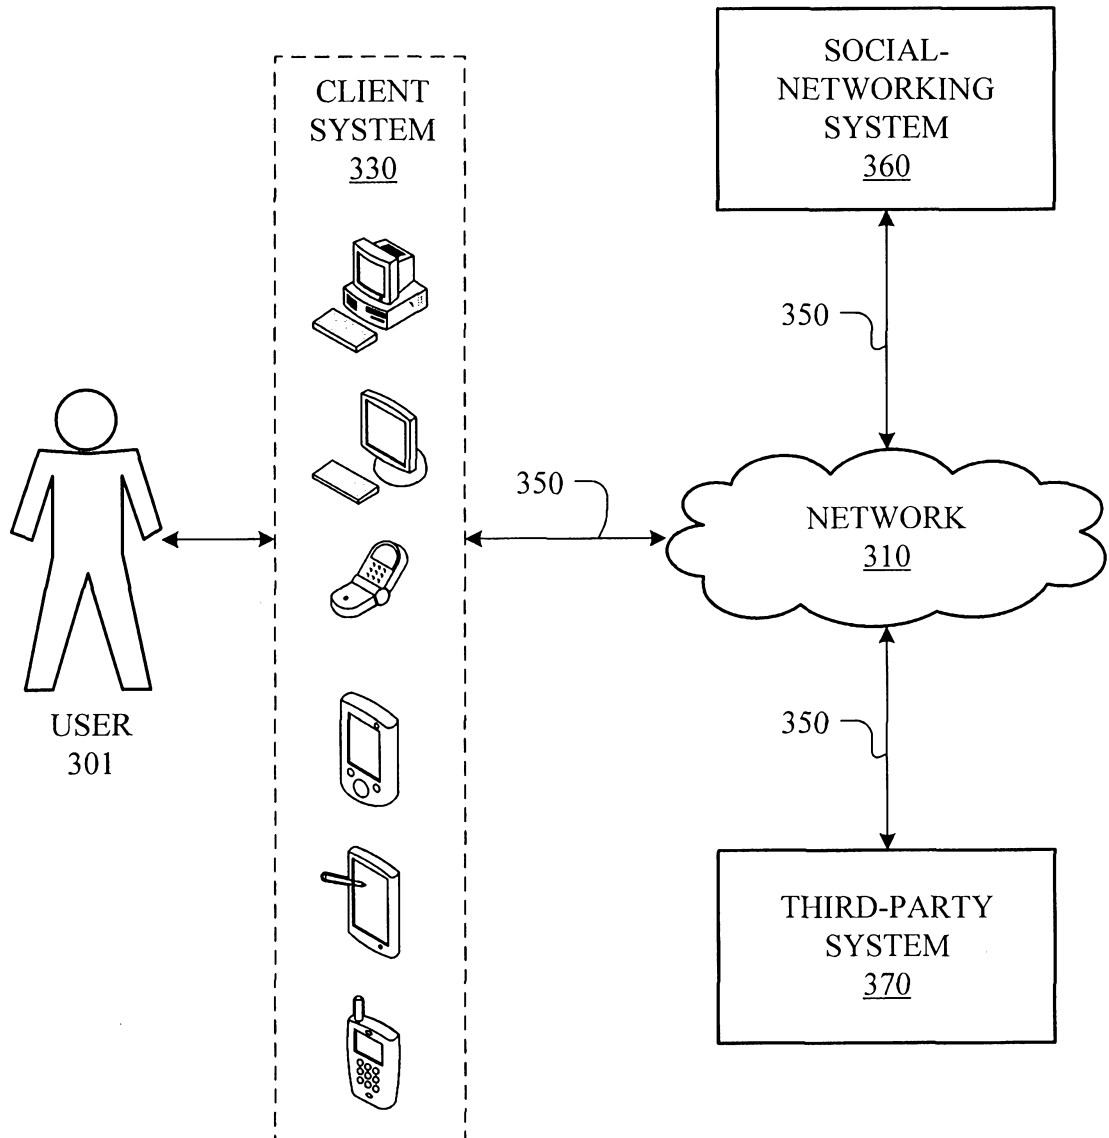 CLIENT
SYSTEM
330
SOCIAL-
NETWORKING
SYSTEM
360
350
350
NETWORK
310
USER
301
350
THIRD-PARTY
SYSTEM
370